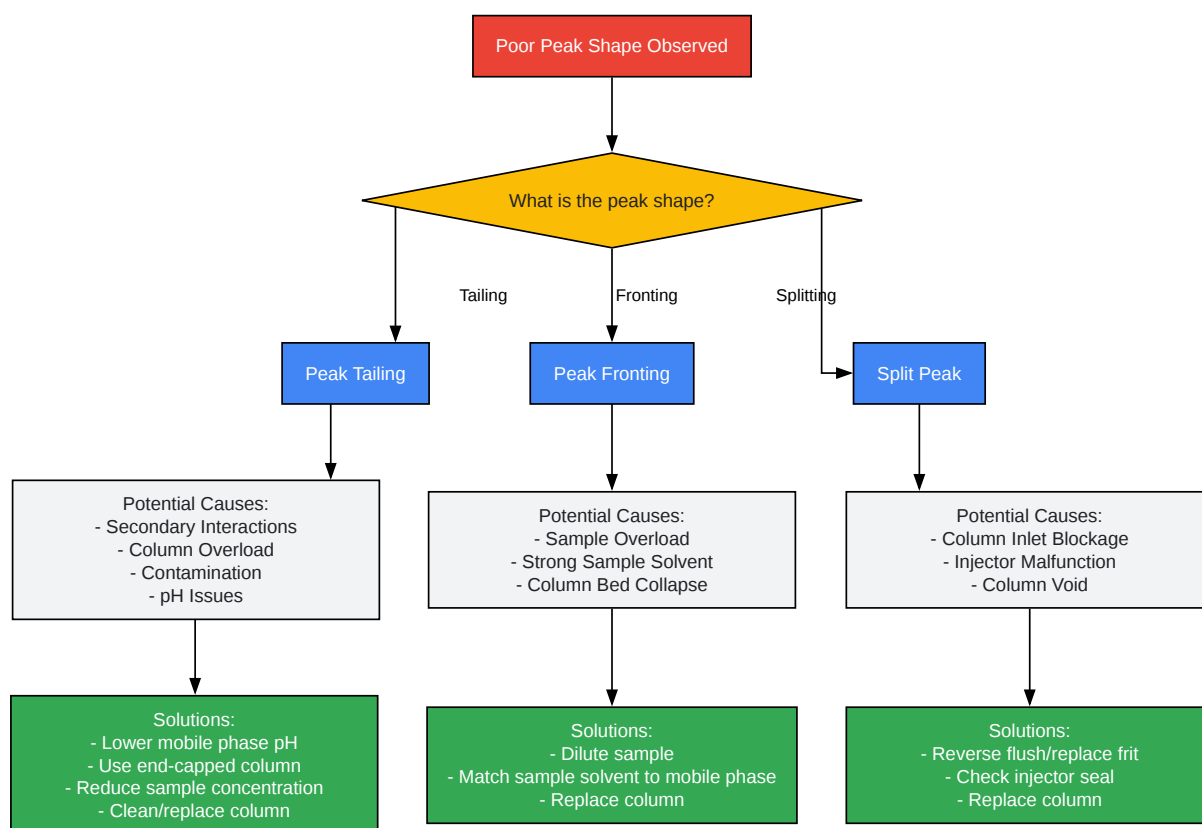 Poor Peak Shape Observed
What is the peak shape?
Tailing
Fronting
Splitting
Peak Tailing
Peak Fronting
Split Peak
Potential Causes:
- Secondary Interactions
- Column Overload
- Contamination
- pH Issues
Potential Causes:
- Sample Overload
- Strong Sample Solvent
- Column Bed Collapse
Potential Causes:
- Column Inlet Blockage
- Injector Malfunction
- Column Void
Solutions:
- Lower mobile phase pH
- Use end-capped column
- Reduce sample concentration
- Clean/replace column
Solutions:
- Dilute sample
- Match sample solvent to mobile phase
- Replace column
Solutions:
- Reverse flush/replace frit
- Check injector seal
- Replace column